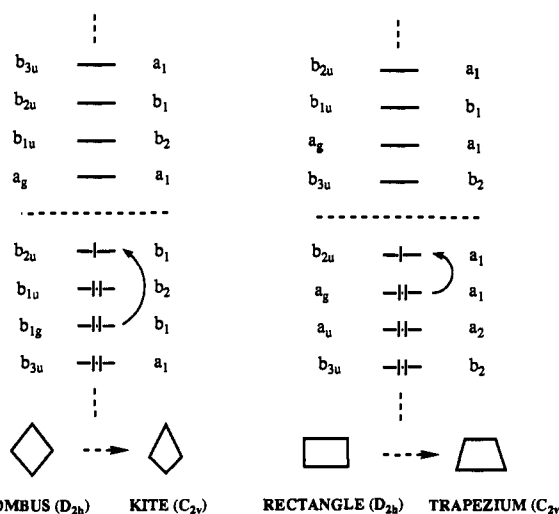 b3u a1
b2u b1
b1u b2
ag a1
b2u b1
b1u b2
b1g b1
b3u a1
OMBUS (D2h) KITE (C2v)
b2u a1
b1u b1
ag a1
b3u b2
b2u a1
ag a1
au a2
b3u b2
RECTANGLE (D2h) TRAPEZIUM (C2v